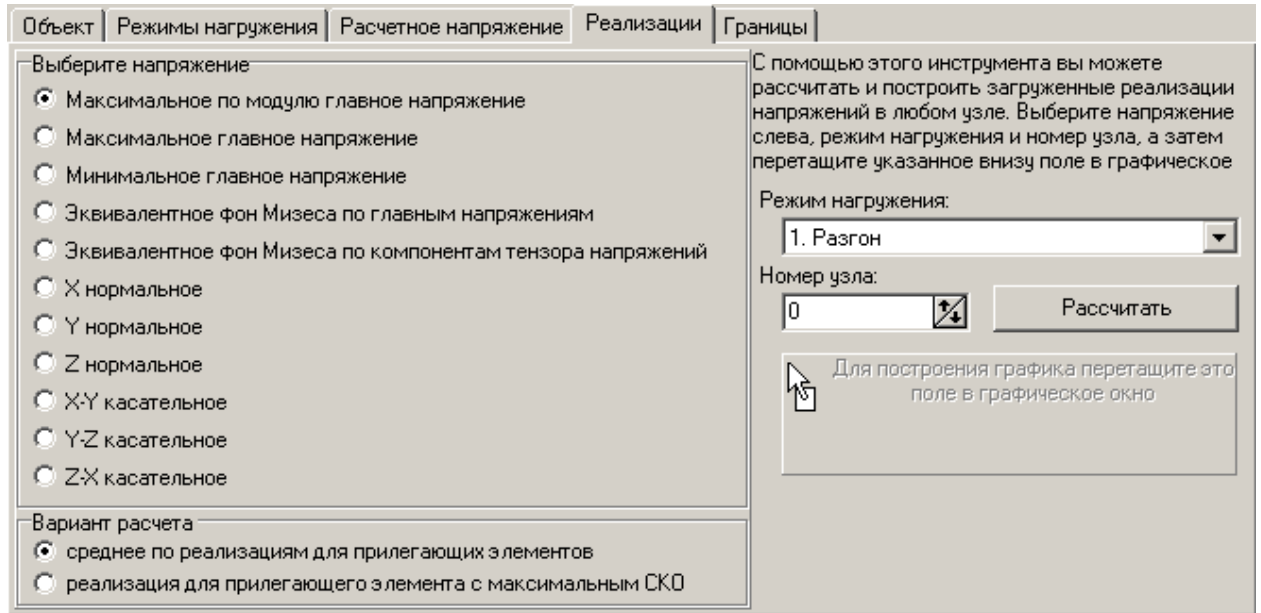 Объект Режимы нагружения Расчетное напряжение Реализации Границы
Выберите напряжение
Максимальное по модулю главное напряжение
Максимальное главное напряжение
Минимальное главное напряжение
Эквивалентное фон Мизеса по главным напряжениям
Эквивалентное фон Мизеса по компонентам тензора напряжений
X нормальное
Y нормальное
Z нормальное
X-Y касательное
Y-Z касательное
Z-X касательное
Вариант расчета
среднее по реализациям для прилегающих элементов
реализация для прилегающего элемента с максимальным СКО
С помощью этого инструмента вы можете
рассчитать и построить загруженные реализации
напряжений в любом узле. Выберите напряжение
слева, режим нагружения и номер узла, а затем
перетащите указанное внизу поле в графическое
Режим нагружения:
1. Разгон
Номер узла:
0
Рассчитать
Для построения графика перетащите это
поле в графическое окно